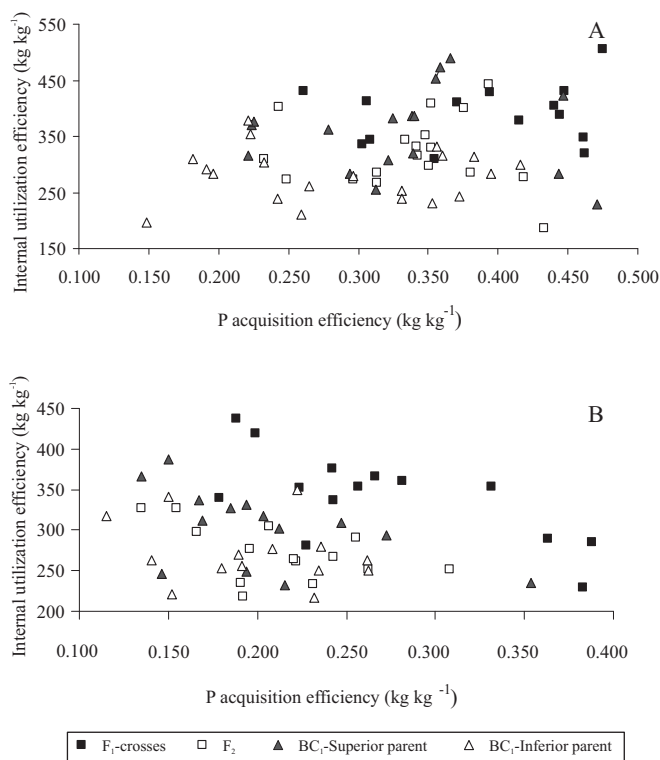 A
550
450
350
250
150
Internal utilization efficiency (kg kg⁻¹)
0.100 0.150 0.200 0.250 0.300 0.350 0.400 0.450 0.500
P acquisition efficiency (kg kg⁻¹)
B
450
400
350
300
250
200
Internal utilization efficiency (kg kg⁻¹)
0.100 0.150 0.200 0.250 0.300 0.350 0.400
P acquisition efficiency (kg kg⁻¹)
F₁-crosses F₂ BC₁-Superior parent BC₁-Inferior parent